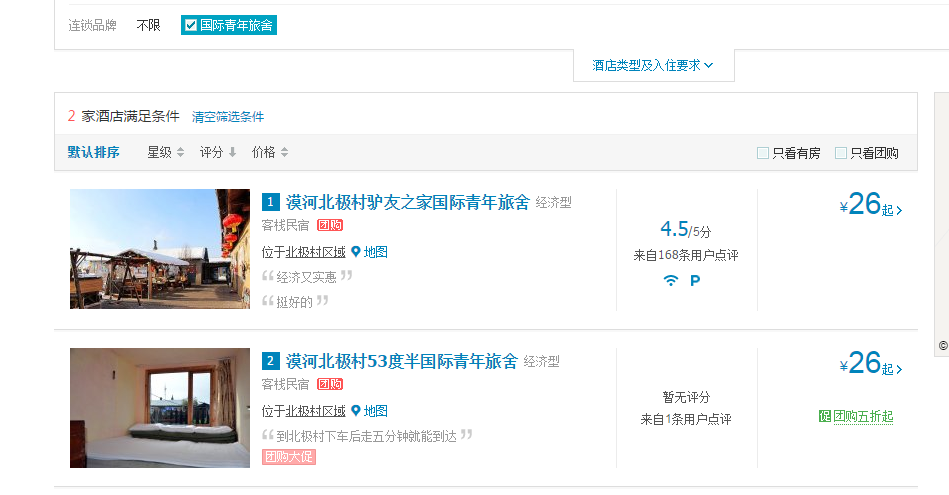 连锁品牌 不限 国际青年旅舍
酒店类型及入住要求
2 家酒店满足条件 清空筛选条件
默认排序 星级 评分 价格 只看有房 只看团购
1 漠河北极村驴友之家国际青年旅舍 经济型
客栈民宿 团购
位于北极村区域 地图
“ 经济又实惠 ”
“ 挺好的 ”
4.5/5分
来自168条用户点评
P
¥26起
2 漠河北极村53度半国际青年旅舍 经济型
客栈民宿 团购
位于北极村区域 地图
“ 到北极村下车后走五分钟就能到达 ”
团购大促
暂无评分
来自1条用户点评
¥26起
促 团购五折起
©